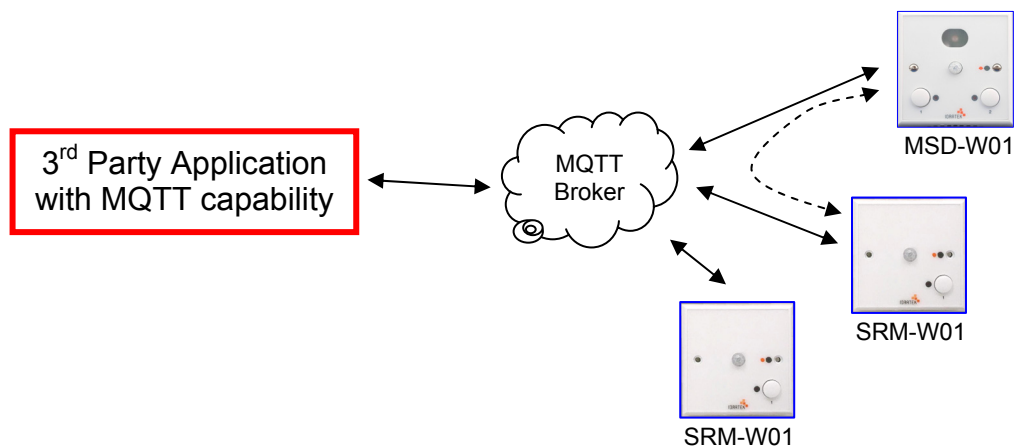 3rd Party Application
with MQTT capability
MQTT
Broker
MSD-W01
SRM-W01
SRM-W01